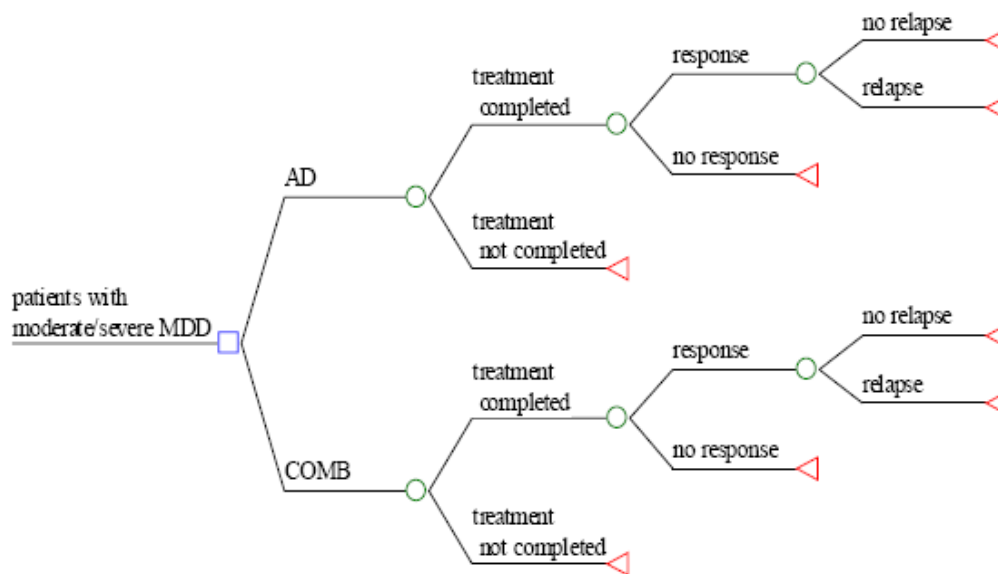 no relapse
response
relapse
treatment
completed
no response
AD
treatment
not completed
patients with
moderate/severe MDD
no relapse
response
relapse
treatment
completed
no response
COMB
treatment
not completed